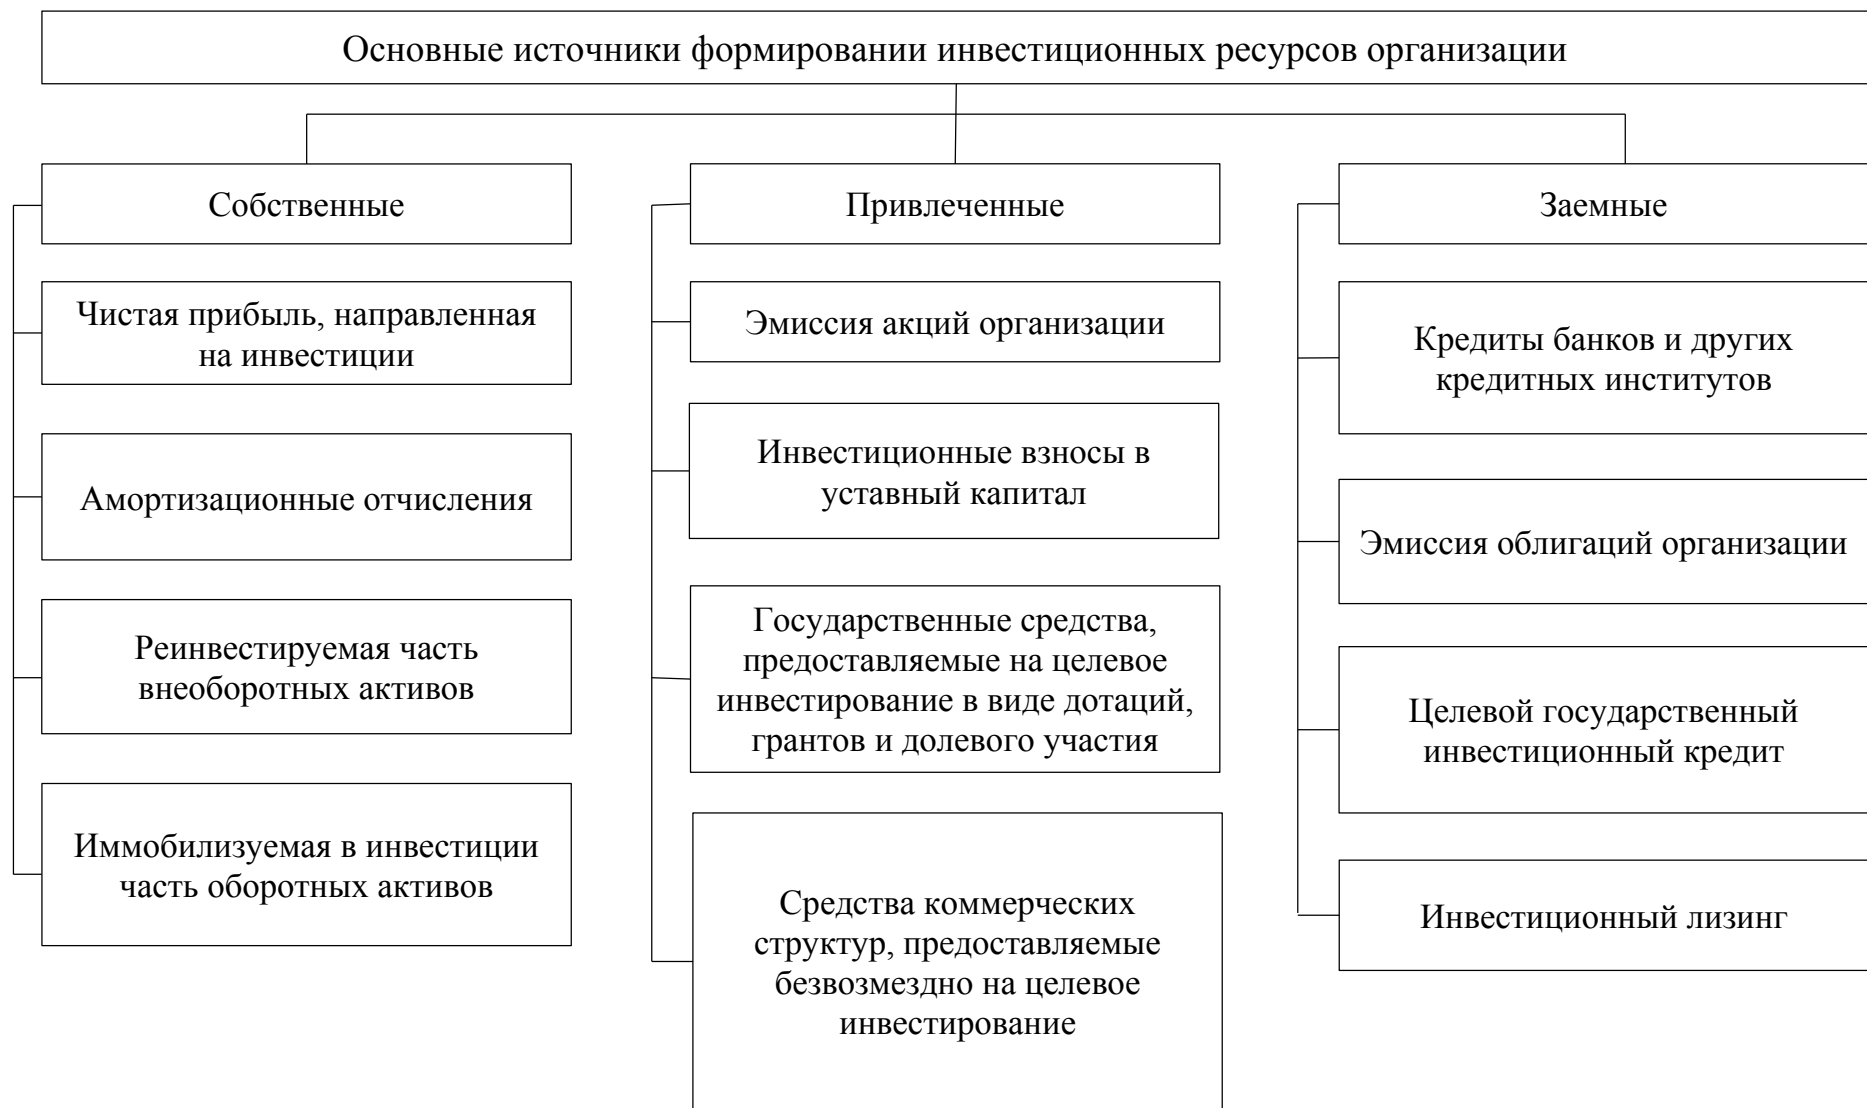 Основные источники формировании инвестиционных ресурсов организации
Собственные
Чистая прибыль, направленная
на инвестиции
Амортизационные отчисления
Реинвестируемая часть
внеоборотных активов
Иммобилизуемая в инвестиции
часть оборотных активов
Привлеченные
Эмиссия акций организации
Инвестиционные взносы в
уставный капитал
Государственные средства,
предоставляемые на целевое
инвестирование в виде дотаций,
грантов и долевого участия
Средства коммерческих
структур, предоставляемые
безвозмездно на целевое
инвестирование
Заемные
Кредиты банков и других
кредитных институтов
Эмиссия облигаций организации
Целевой государственный
инвестиционный кредит
Инвестиционный лизинг